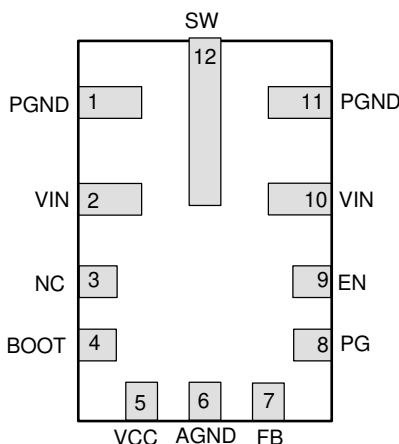 SW
12
PGND 1 11 PGND
VIN 2 10 VIN
NC 3 9 EN
BOOT 4 8 PG
5 6 7
VCC AGND FB